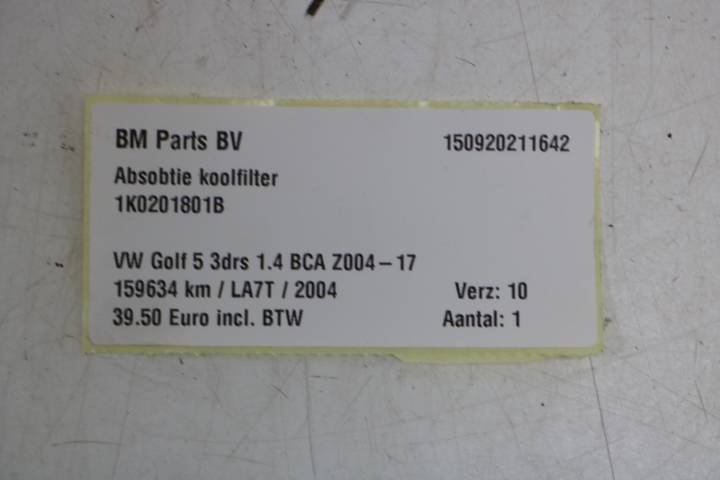 BM Parts BV 150920211642
Absobtie koolfilter
1K0201801B
VW Golf 5 3drs 1.4 BCA Z004-17
159634 km / LA7T / 2004 Verz: 10
39.50 Euro incl. BTW Aantal: 1